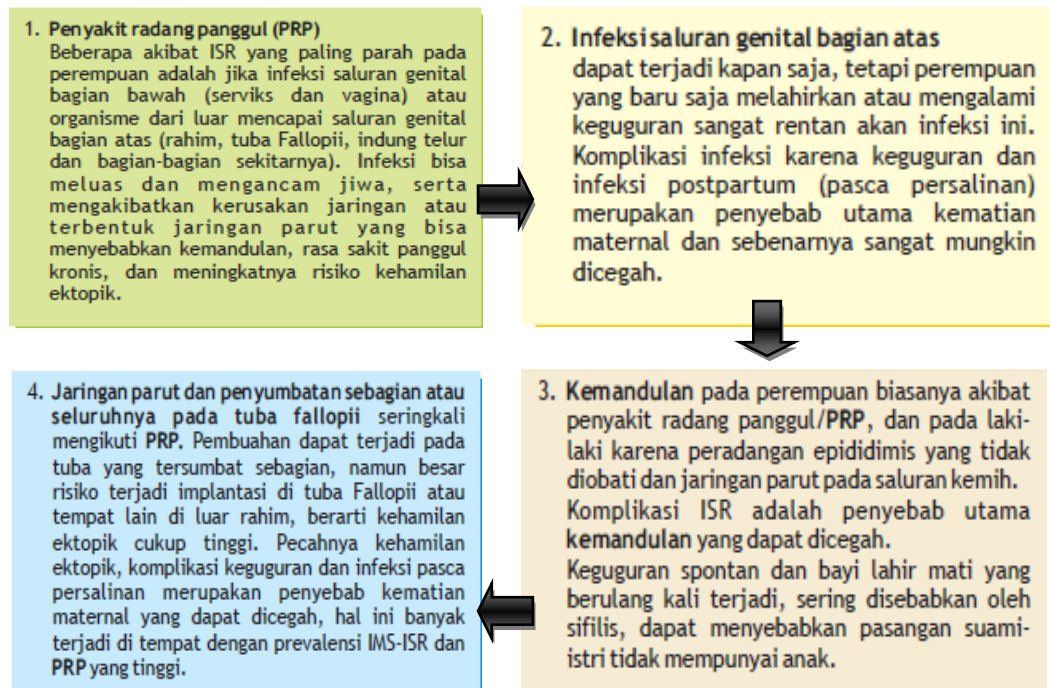 1. Penyakit radang panggul (PRP)
Beberapa akibat ISR yang paling parah pada
perempuan adalah jika infeksi saluran genital
bagian bawah (serviks dan vagina) atau
organisme dari luar mencapai saluran genital
bagian atas (rahim, tuba Fallopii, indung telur
dan bagian-bagian sekitarnya). Infeksi bisa
meluas dan mengancam jiwa, serta
mengakibatkan kerusakan jaringan atau
terbentuk jaringan parut yang bisa
menyebabkan kemandulan, rasa sakit panggul
kronis, dan meningkatnya risiko kehamilan
ektopik.
2. Infeksi saluran genital bagian atas
dapat terjadi kapan saja, tetapi perempuan
yang baru saja melahirkan atau mengalami
keguguran sangat rentan akan infeksi ini.
Komplikasi infeksi karena keguguran dan
infeksi postpartum (pasca persalinan)
merupakan penyebab utama kematian
maternal dan sebenarnya sangat mungkin
dicegah.
3. Kemandulan pada perempuan biasanya akibat
penyakit radang panggul/PRP, dan pada laki-
laki karena peradangan epididimis yang tidak
diobati dan jaringan parut pada saluran kemih.
Komplikasi ISR adalah penyebab utama
kemandulan yang dapat dicegah.
Keguguran spontan dan bayi lahir mati yang
berulang kali terjadi, sering disebabkan oleh
sifilis, dapat menyebabkan pasangan suami-
istri tidak mempunyai anak.
4. Jaringan parut dan penyumbatan sebagian atau
seluruhnya pada tuba fallopii seringkali
mengikuti PRP. Pembuahan dapat terjadi pada
tuba yang tersumbat sebagian, namun besar
risiko terjadi implantasi di tuba Fallopii atau
tempat lain di luar rahim, berarti kehamilan
ektopik cukup tinggi. Pecahnya kehamilan
ektopik, komplikasi keguguran dan infeksi pasca
persalinan merupakan penyebab kematian
maternal yang dapat dicegah, hal ini banyak
terjadi di tempat dengan prevalensi IMS-ISR dan
PRP yang tinggi.